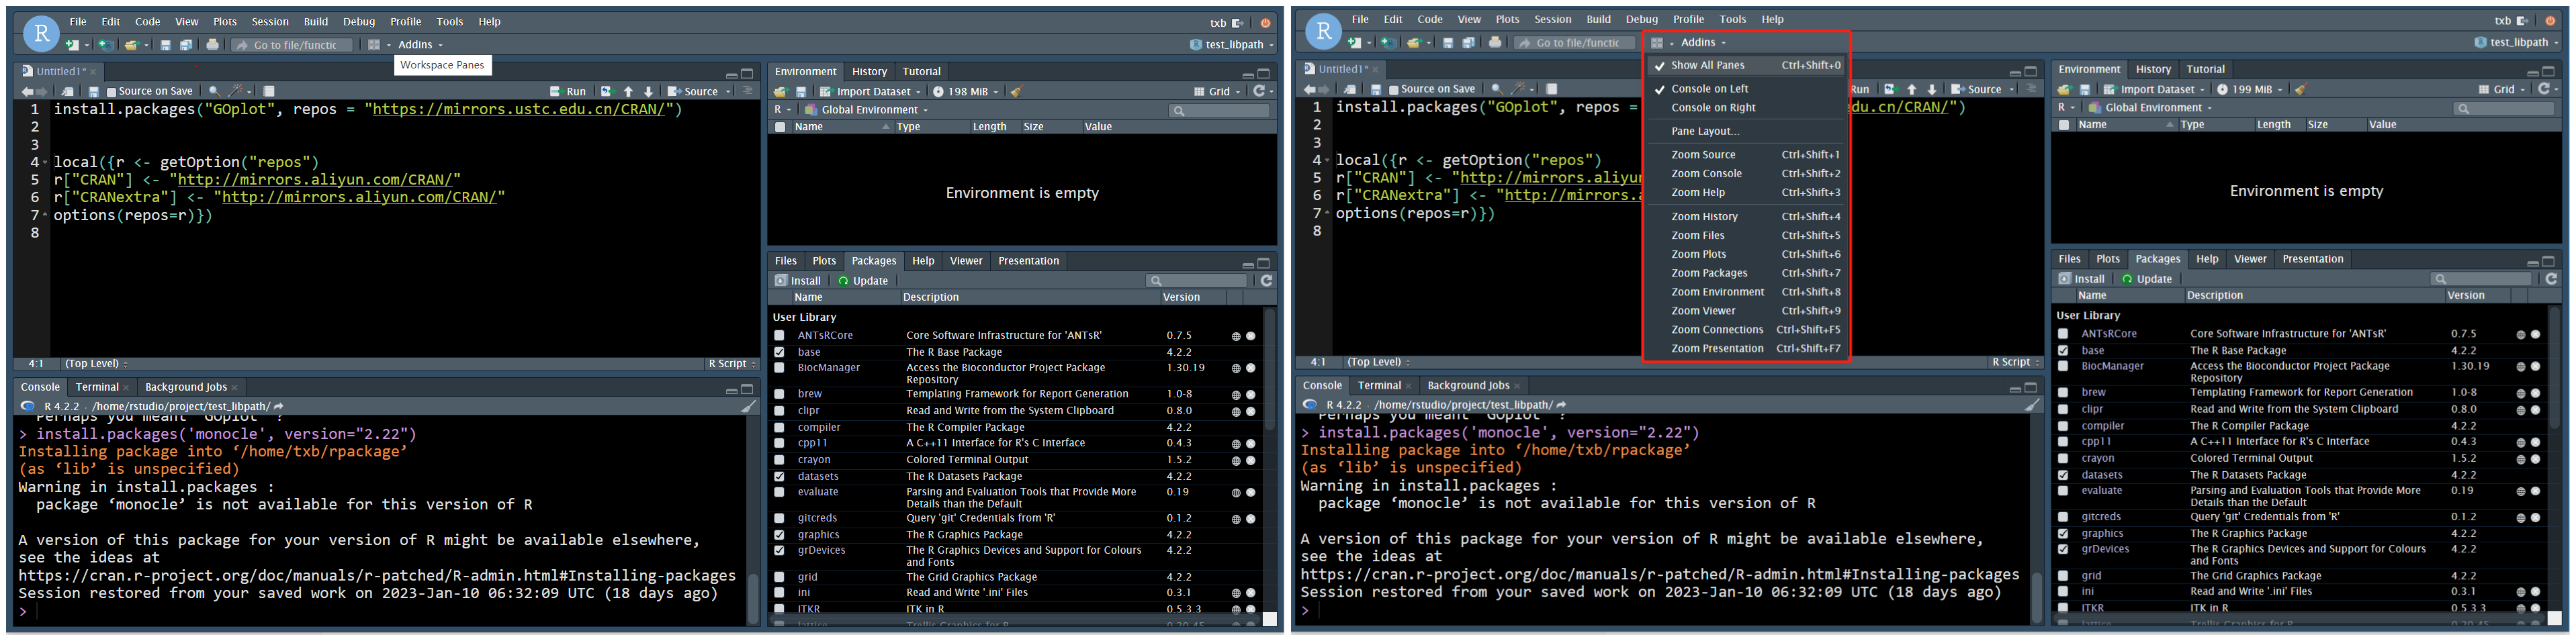 File Edit Code View Plots Session Build Debug Profile Tools Help
txb
R
Go to file/functic
Addins
test_libpath
Workspace Panes
Untitled1*
Source on Save
Run
Source
1 install.packages("GOplot", repos = "https://mirrors.ustc.edu.cn/CRAN/")
2
3
4 local({r <- getOption("repos")
5 r["CRAN"] <- "http://mirrors.aliyun.com/CRAN/"
6 r["CRANextra"] <- "http://mirrors.aliyun.com/CRAN/"
7 options(repos=r)})
8
4:1 (Top Level) R Script
Console Terminal Background Jobs
R 4.2.2 · /home/rstudio/project/test_libpath/
Perhaps you meant ‘GOplot’ ?
> install.packages('monocle', version="2.22")
Installing package into ‘/home/txb/rpackage’
(as ‘lib’ is unspecified)
Warning in install.packages :
package ‘monocle’ is not available for this version of R
A version of this package for your version of R might be available elsewhere,
see the ideas at
https://cran.r-project.org/doc/manuals/r-patched/R-admin.html#Installing-packages
Session restored from your saved work on 2023-Jan-10 06:32:09 UTC (18 days ago)
>
Environment History Tutorial
Import Dataset 198 MiB Grid
R Global Environment
Name Type Length Size Value
Environment is empty
Files Plots Packages Help Viewer Presentation
Install Update
Name Description Version
User Library
ANTsRCore Core Software Infrastructure for 'ANTsR' 0.7.5
base The R Base Package 4.2.2
BiocManager Access the Bioconductor Project Package 1.30.19
Repository
brew Templating Framework for Report Generation 1.0-8
clipr Read and Write from the System Clipboard 0.8.0
compiler The R Compiler Package 4.2.2
cpp11 A C++11 Interface for R's C Interface 0.4.3
crayon Colored Terminal Output 1.5.2
datasets The R Datasets Package 4.2.2
evaluate Parsing and Evaluation Tools that Provide More 0.19
Details than the Default
gitcreds Query 'git' Credentials from 'R' 0.1.2
graphics The R Graphics Package 4.2.2
grDevices The R Graphics Devices and Support for Colours 4.2.2
and Fonts
grid The Grid Graphics Package 4.2.2
ini Read and Write '.ini' Files 0.3.1
ITKR ITK in R 0.5.3.3
lattice Trellis Graphics for R 0.20-45
File Edit Code View Plots Session Build Debug Profile Tools Help
txb
R
Go to file/functic
Addins
test_libpath
Show All Panes Ctrl+Shift+0
Console on Left
Console on Right
Pane Layout...
Zoom Source Ctrl+Shift+1
Zoom Console Ctrl+Shift+2
Zoom Help Ctrl+Shift+3
Zoom History Ctrl+Shift+4
Zoom Files Ctrl+Shift+5
Zoom Plots Ctrl+Shift+6
Zoom Packages Ctrl+Shift+7
Zoom Environment Ctrl+Shift+8
Zoom Viewer Ctrl+Shift+9
Zoom Connections Ctrl+Shift+F5
Zoom Presentation Ctrl+Shift+F7
Untitled1*
Source on Save
Run
Source
1 install.packages("GOplot", repos = edu.cn/CRAN/")
2
3
4 local({r <- getOption("repos")
5 r["CRAN"] <- "http://mirrors.aliyun
6 r["CRANextra"] <- "http://mirrors.a
7 options(repos=r)})
8
4:1 (Top Level) R Script
Console Terminal Background Jobs
R 4.2.2 · /home/rstudio/project/test_libpath/
Perhaps you meant ‘GOplot’ ?
> install.packages('monocle', version="2.22")
Installing package into ‘/home/txb/rpackage’
(as ‘lib’ is unspecified)
Warning in install.packages :
package ‘monocle’ is not available for this version of R
A version of this package for your version of R might be available elsewhere,
see the ideas at
https://cran.r-project.org/doc/manuals/r-patched/R-admin.html#Installing-packages
Session restored from your saved work on 2023-Jan-10 06:32:09 UTC (18 days ago)
>
Environment History Tutorial
Import Dataset 199 MiB Grid
R Global Environment
Name Type Length Size Value
Environment is empty
Files Plots Packages Help Viewer Presentation
Install Update
Name Description Version
User Library
ANTsRCore Core Software Infrastructure for 'ANTsR' 0.7.5
base The R Base Package 4.2.2
BiocManager Access the Bioconductor Project Package 1.30.19
Repository
brew Templating Framework for Report Generation 1.0-8
clipr Read and Write from the System Clipboard 0.8.0
compiler The R Compiler Package 4.2.2
cpp11 A C++11 Interface for R's C Interface 0.4.3
crayon Colored Terminal Output 1.5.2
datasets The R Datasets Package 4.2.2
evaluate Parsing and Evaluation Tools that Provide More 0.19
Details than the Default
gitcreds Query 'git' Credentials from 'R' 0.1.2
graphics The R Graphics Package 4.2.2
grDevices The R Graphics Devices and Support for Colours 4.2.2
and Fonts
grid The Grid Graphics Package 4.2.2
ini Read and Write '.ini' Files 0.3.1
ITKR ITK in R 0.5.3.3
lattice Trellis Graphics for R 0.20-45